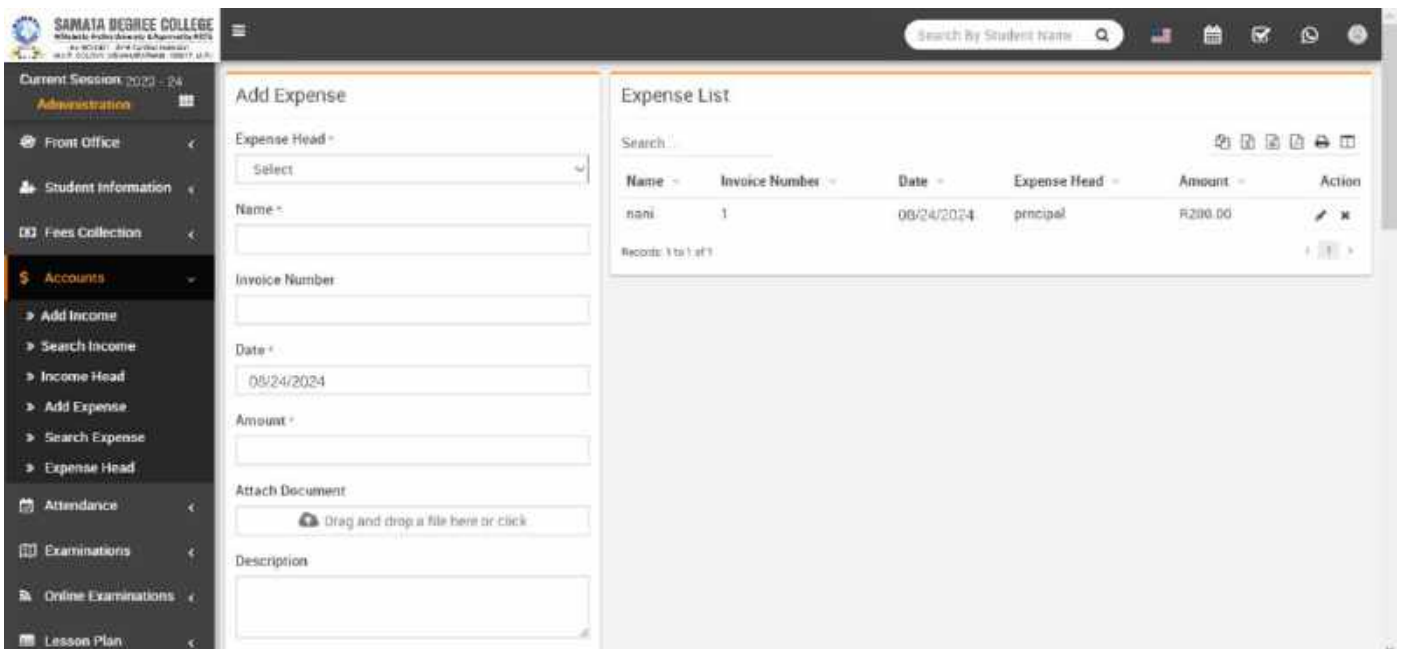 SAMATA DEGREE COLLEGE
Search By Student Name
Current Session: 2023 - 24
Administration
Front Office
Student Information
Fees Collection
Accounts
Add Income
Search Income
Income Head
Add Expense
Search Expense
Expense Head
Attendance
Examinations
Online Examinations
Lesson Plan
Add Expense
Expense Head *
Select
Name *
Invoice Number
Date *
08/24/2024
Amount *
Attach Document
Drag and drop a file here or click
Description
Expense List
Search...
Name Invoice Number Date Expense Head Amount Action
nani 1 08/24/2024 prncipal R200.00
Records: 1 to 1 of 1
1